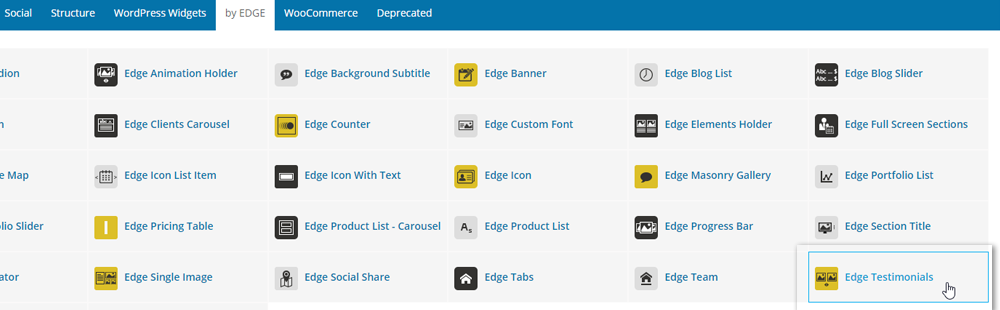 Social Structure WordPress Widgets by EDGE WooCommerce Deprecated
dion Edge Animation Holder Edge Background Subtitle Edge Banner Edge Blog List Edge Blog Slider
n Edge Clients Carousel Edge Counter Edge Custom Font Edge Elements Holder Edge Full Screen Sections
e Map Edge Icon List Item Edge Icon With Text Edge Icon Edge Masonry Gallery Edge Portfolio List
lio Slider Edge Pricing Table Edge Product List - Carousel Edge Product List Edge Progress Bar Edge Section Title
ator Edge Single Image Edge Social Share Edge Tabs Edge Team Edge Testimonials